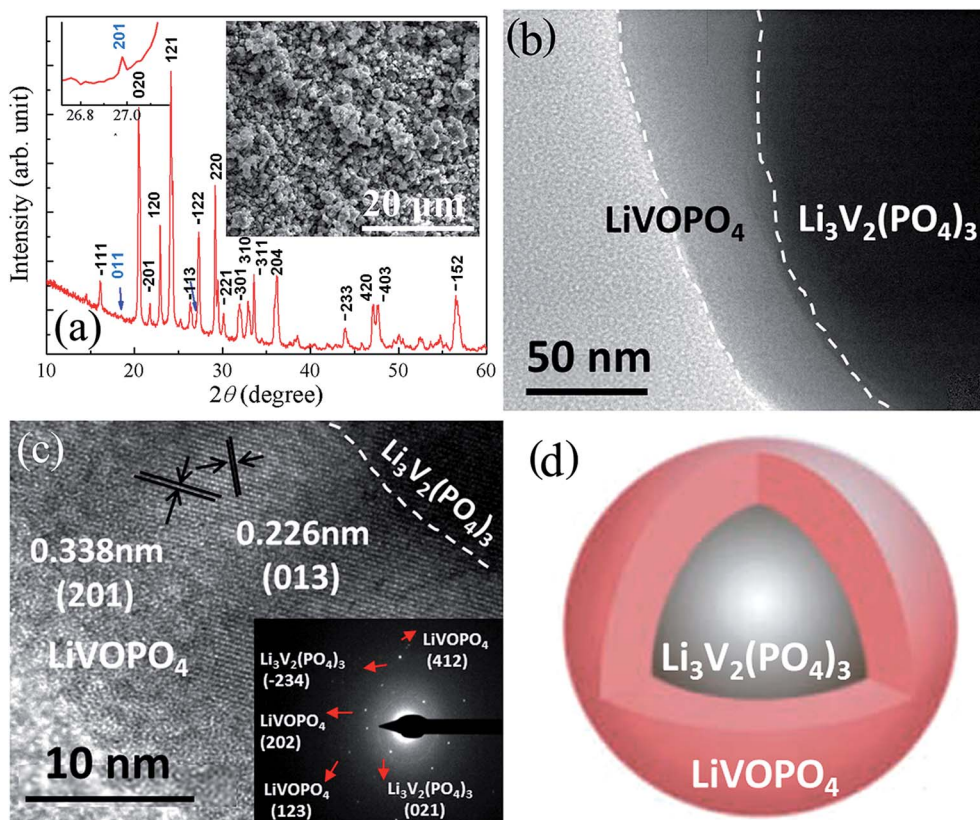 (a)
Intensity (arb. unit)
2θ (degree)
10 20 30 40 50 60
201
26.8 27.0
20 μm
-111
011
020
-201
120
121
-113
-122
220
-221
-301
310
-311
204
-233
420
-403
-152
(b)
LiVOPO₄
Li₃V₂(PO₄)₃
50 nm
(c)
Li₃V₂(PO₄)₃
0.338nm
(201)
0.226nm
(013)
LiVOPO₄
10 nm
LiVOPO₄
(412)
Li₃V₂(PO₄)₃
(-234)
LiVOPO₄
(202)
LiVOPO₄
(123)
Li₃V₂(PO₄)₃
(021)
(d)
Li₃V₂(PO₄)₃
LiVOPO₄